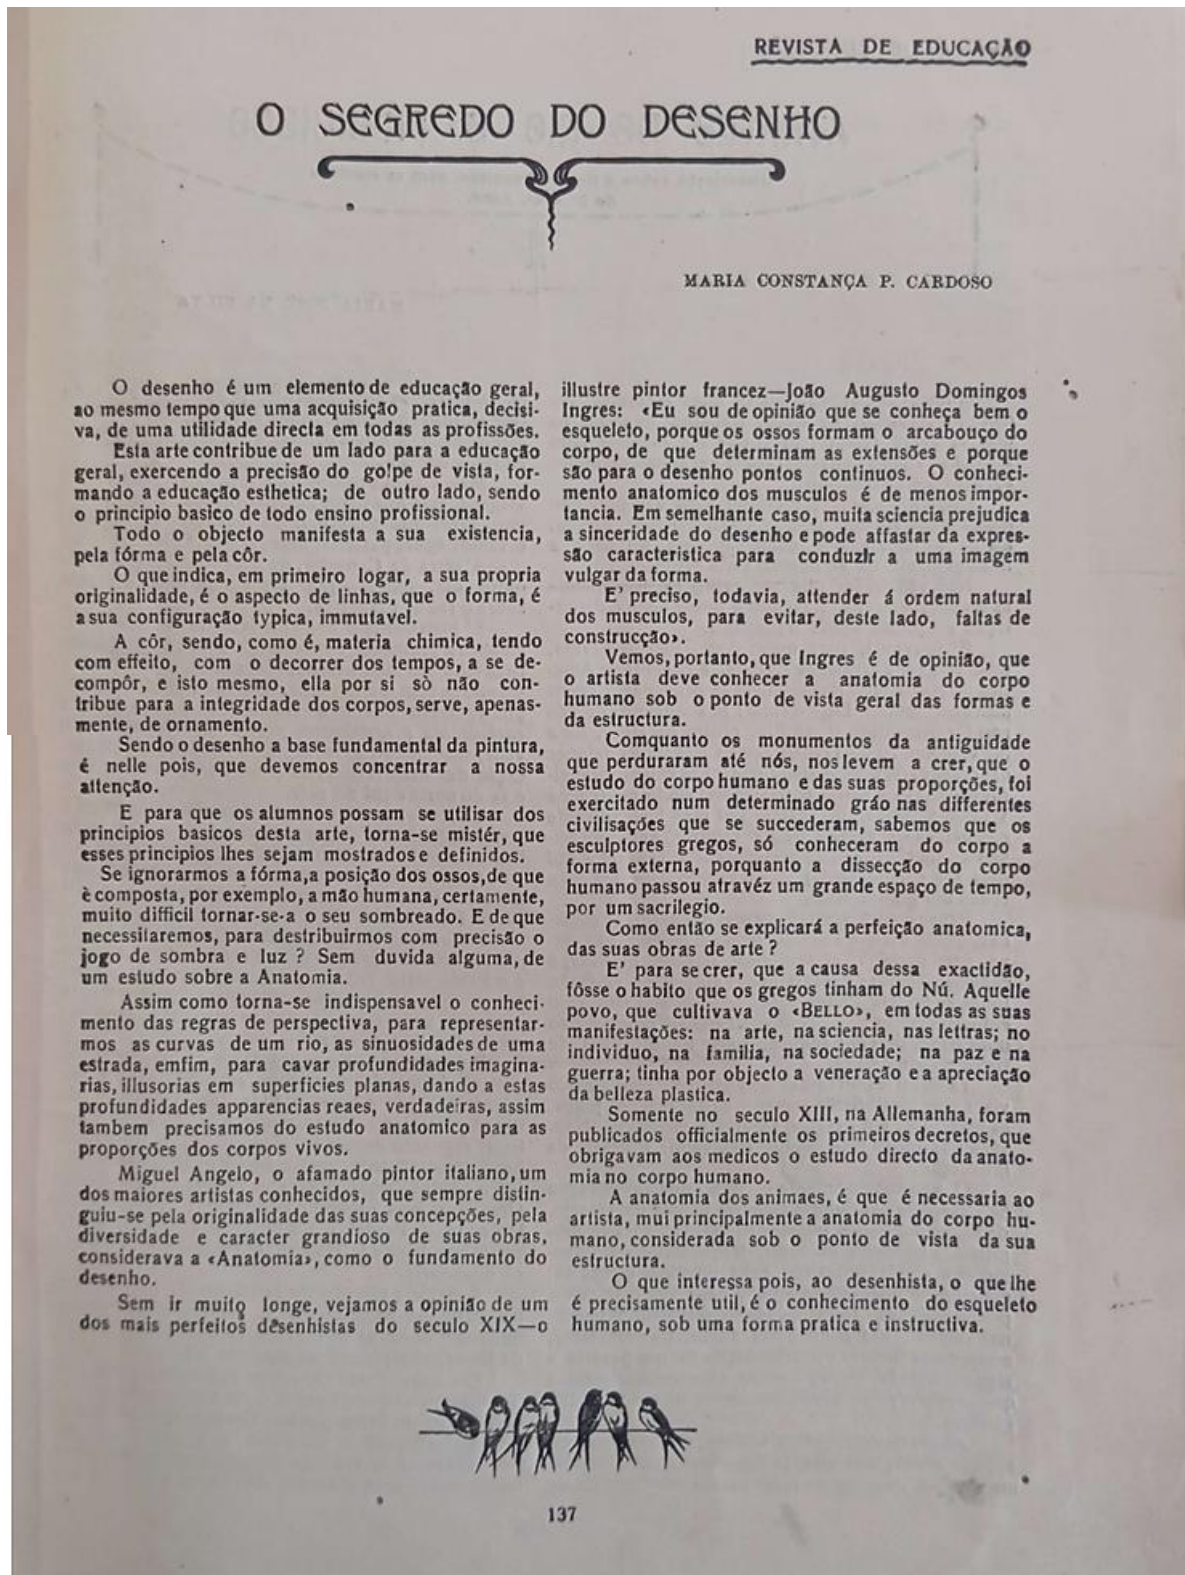 REVISTA DE EDUCAÇÃO
O SEGREDO DO DESENHO
MARIA CONSTANÇA P. CARDOSO
O desenho é um elemento de educação geral,
ao mesmo tempo que uma acquisição pratica, decisi-
va, de uma utilidade directa em todas as profissões.
Esta arte contribue de um lado para a educação
geral, exercendo a precisão do golpe de vista, for-
mando a educação esthetica; de outro lado, sendo
o principio basico de todo ensino profissional.
Todo o objecto manifesta a sua existencia,
pela fórma e pela côr.
O que indica, em primeiro logar, a sua propria
originalidade, é o aspecto de linhas, que o forma, é
a sua configuração typica, immutavel.
A côr, sendo, como é, materia chimica, tendo
com effeito, com o decorrer dos tempos, a se de-
compôr, e isto mesmo, ella por si sò não con-
tribue para a integridade dos corpos, serve, apenas-
mente, de ornamento.
Sendo o desenho a base fundamental da pintura,
é nelle pois, que devemos concentrar a nossa
attenção.
E para que os alumnos possam se utilisar dos
principios basicos desta arte, torna-se mistér, que
esses principios lhes sejam mostrados e definidos.
Se ignorarmos a fórma, a posição dos ossos, de que
è composta, por exemplo, a mão humana, certamente,
muito difficil tornar-se-a o seu sombreado. E de que
necessitaremos, para destribuirmos com precisão o
jogo de sombra e luz ? Sem duvida alguma, de
um estudo sobre a Anatomia.
Assim como torna-se indispensavel o conheci-
mento das regras de perspectiva, para representar-
mos as curvas de um rio, as sinuosidades de uma
estrada, emfim, para cavar profundidades imagina-
rias, illusorias em superficies planas, dando a estas
profundidades apparencias reaes, verdadeiras, assim
tambem precisamos do estudo anatomico para as
proporções dos corpos vivos.
Miguel Angelo, o afamado pintor italiano, um
dos maiores artistas conhecidos, que sempre distin-
guiu-se pela originalidade das suas concepções, pela
diversidade e caracter grandioso de suas obras,
considerava a «Anatomia», como o fundamento do
desenho.
Sem ir muito longe, vejamos a opinião de um
dos mais perfeitos desenhistas do seculo XIX—o
illustre pintor francez—João Augusto Domingos
Ingres: «Eu sou de opinião que se conheça bem o
esqueleto, porque os ossos formam o arcabouço do
corpo, de que determinam as extensões e porque
são para o desenho pontos continuos. O conheci-
mento anatomico dos musculos é de menos impor-
tancia. Em semelhante caso, muita sciencia prejudica
a sinceridade do desenho e pode affastar da expres-
são caracteristica para conduzir a uma imagem
vulgar da forma.
E' preciso, todavia, attender á ordem natural
dos musculos, para evitar, deste lado, faltas de
construcção».
Vemos, portanto, que Ingres é de opinião, que
o artista deve conhecer a anatomia do corpo
humano sob o ponto de vista geral das formas e
da estructura.
Comquanto os monumentos da antiguidade
que perduraram até nós, nos levem a crer, que o
estudo do corpo humano e das suas proporções, foi
exercitado num determinado gráo nas differentes
civilisações que se succederam, sabemos que os
esculptores gregos, só conheceram do corpo a
forma externa, porquanto a dissecção do corpo
humano passou atravéz um grande espaço de tempo,
por um sacrilegio.
Como então se explicará a perfeição anatomica,
das suas obras de arte ?
E' para se crer, que a causa dessa exactidão,
fôsse o habito que os gregos tinham do Nú. Aquelle
povo, que cultivava o «BELLO», em todas as suas
manifestações: na arte, na sciencia, nas lettras; no
individuo, na familia, na sociedade; na paz e na
guerra; tinha por objecto a veneração e a apreciação
da belleza plastica.
Somente no seculo XIII, na Allemanha, foram
publicados officialmente os primeiros decretos, que
obrigavam aos medicos o estudo directo da anato-
mia no corpo humano.
A anatomia dos animaes, é que é necessaria ao
artista, mui principalmente a anatomia do corpo hu-
mano, considerada sob o ponto de vista da sua
estructura.
O que interessa pois, ao desenhista, o que lhe
é precisamente util, é o conhecimento do esqueleto
humano, sob uma forma pratica e instructiva.
137